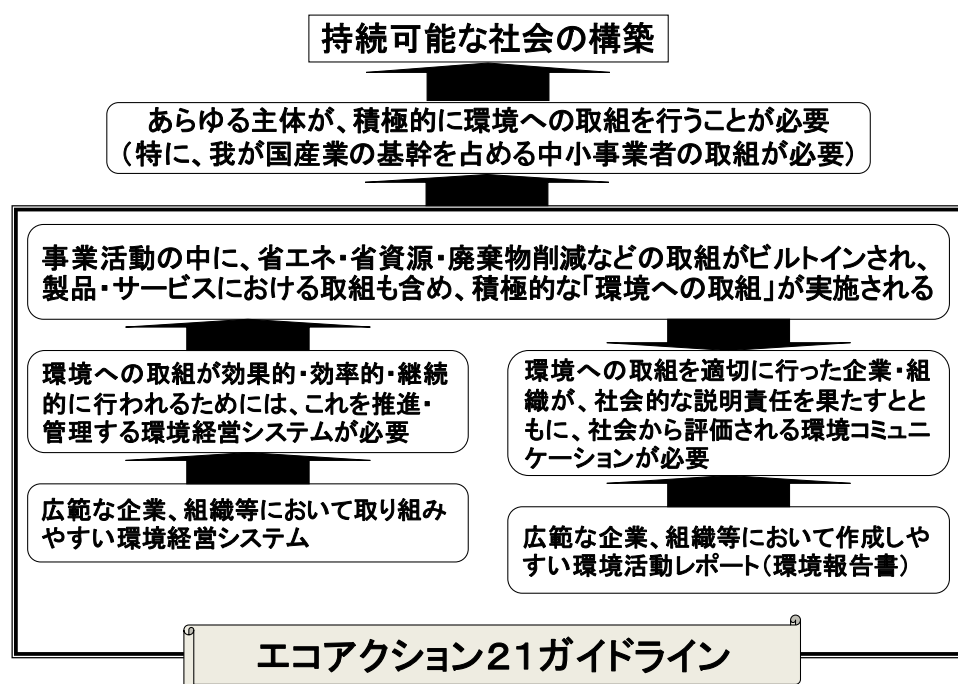 持続可能な社会の構築
あらゆる主体が、積極的に環境への取組を行うことが必要
（特に、我が国産業の基幹を占める中小事業者の取組が必要）
事業活動の中に、省エネ・省資源・廃棄物削減などの取組がビルトインされ、
製品・サービスにおける取組も含め、積極的な「環境への取組」が実施される
環境への取組が効果的・効率的・継続
的に行われるためには、これを推進・
管理する環境経営システムが必要
広範な企業、組織等において取り組み
やすい環境経営システム
環境への取組を適切に行った企業・組
織が、社会的な説明責任を果たすとと
もに、社会から評価される環境コミュニ
ケーションが必要
広範な企業、組織等において作成しや
すい環境活動レポート（環境報告書）
エコアクション２１ガイドライン